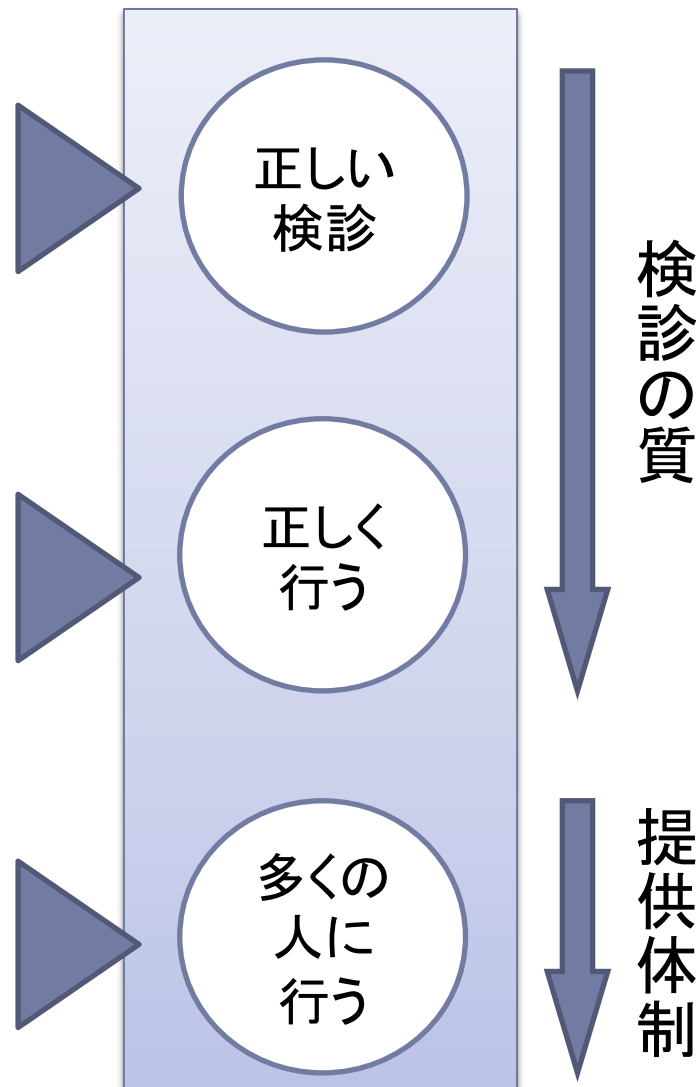 正しい
検診
正しく
行う
多くの
人に
行う
検診の質
提供体制